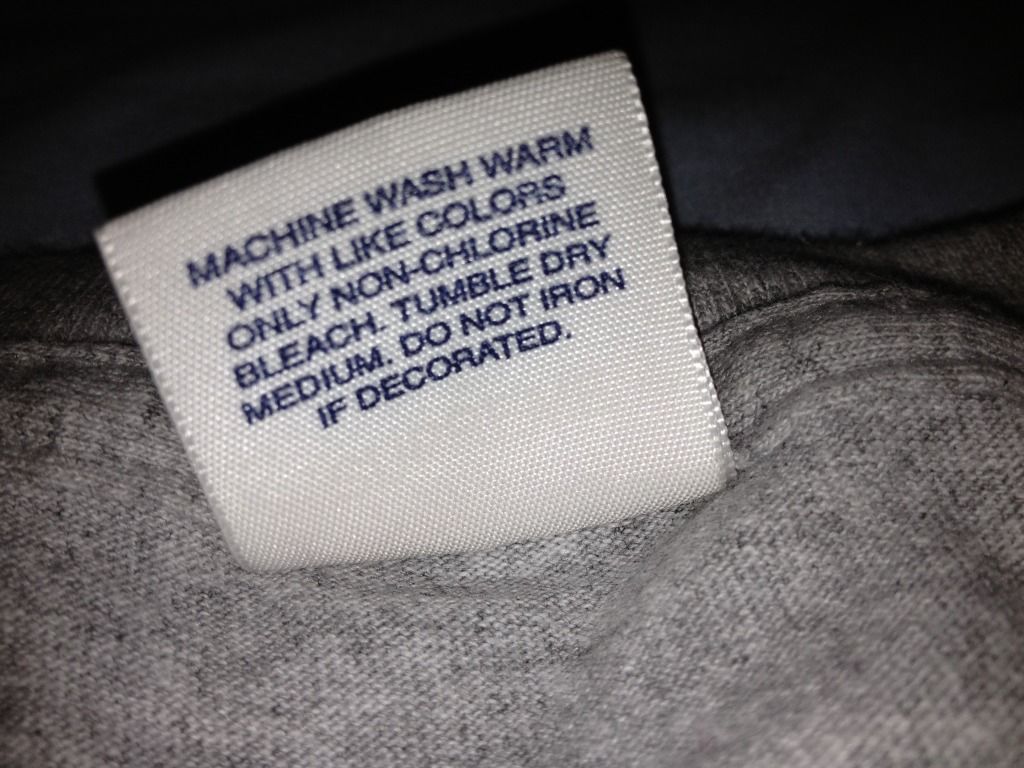 MACHINE WASH WARM
WITH LIKE COLORS
ONLY NON-CHLORINE
BLEACH. TUMBLE DRY
MEDIUM. DO NOT IRON
IF DECORATED.